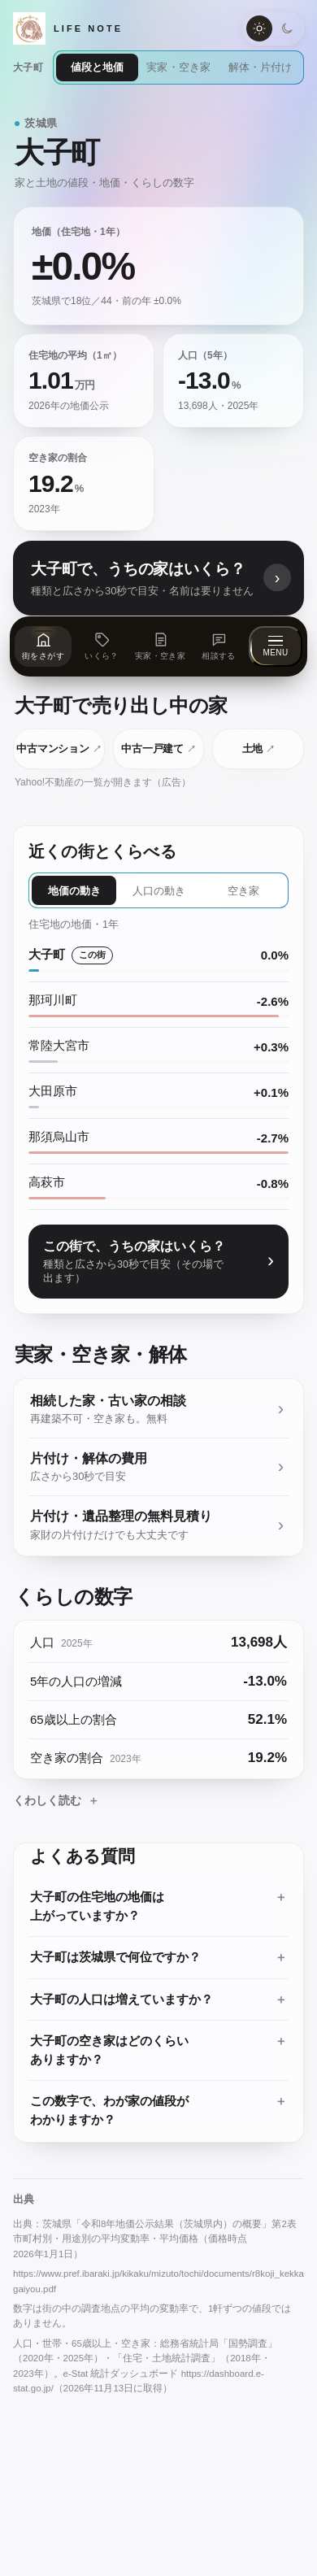 LIFE NOTE
大子町
値段と地価
実家・空き家
解体・片付け
茨城県
大子町
家と土地の値段・地価・くらしの数字
地価（住宅地・1年）
±0.0%
茨城県で18位／44・前の年 ±0.0%
住宅地の平均（1㎡）
1.01万円
2026年の地価公示
人口（5年）
-13.0%
13,698人・2025年
空き家の割合
19.2%
2023年
大子町で、うちの家はいくら？
種類と広さから30秒で目安・名前は要りません
街をさがす
いくら？
実家・空き家
相談する
MENU
大子町で売り出し中の家
中古マンション ↗
中古一戸建て ↗
土地 ↗
Yahoo!不動産の一覧が開きます（広告）
近くの街とくらべる
地価の動き
人口の動き
空き家
住宅地の地価・1年
大子町 この街 0.0%
那珂川町 -2.6%
常陸大宮市 +0.3%
大田原市 +0.1%
那須烏山市 -2.7%
高萩市 -0.8%
この街で、うちの家はいくら？
種類と広さから30秒で目安（その場で
出ます）
実家・空き家・解体
相続した家・古い家の相談
再建築不可・空き家も。無料
片付け・解体の費用
広さから30秒で目安
片付け・遺品整理の無料見積り
家財の片付けだけでも大丈夫です
くらしの数字
人口 2025年 13,698人
5年の人口の増減 -13.0%
65歳以上の割合 52.1%
空き家の割合 2023年 19.2%
くわしく読む +
よくある質問
大子町の住宅地の地価は
上がっていますか？
+
大子町は茨城県で何位ですか？ +
大子町の人口は増えていますか？ +
大子町の空き家はどのくらい
ありますか？
+
この数字で、わが家の値段が
わかりますか？
+
出典
出典：茨城県「令和8年地価公示結果（茨城県内）の概要」第2表
市町村別・用途別の平均変動率・平均価格（価格時点
2026年1月1日）
https://www.pref.ibaraki.jp/kikaku/mizuto/tochi/documents/r8koji_kekka
gaiyou.pdf
数字は街の中の調査地点の平均の変動率で、1軒ずつの値段では
ありません。
人口・世帯・65歳以上・空き家：総務省統計局「国勢調査」
（2020年・2025年）・「住宅・土地統計調査」（2018年・
2023年）。e-Stat 統計ダッシュボード https://dashboard.e-
stat.go.jp/（2026年11月13日に取得）